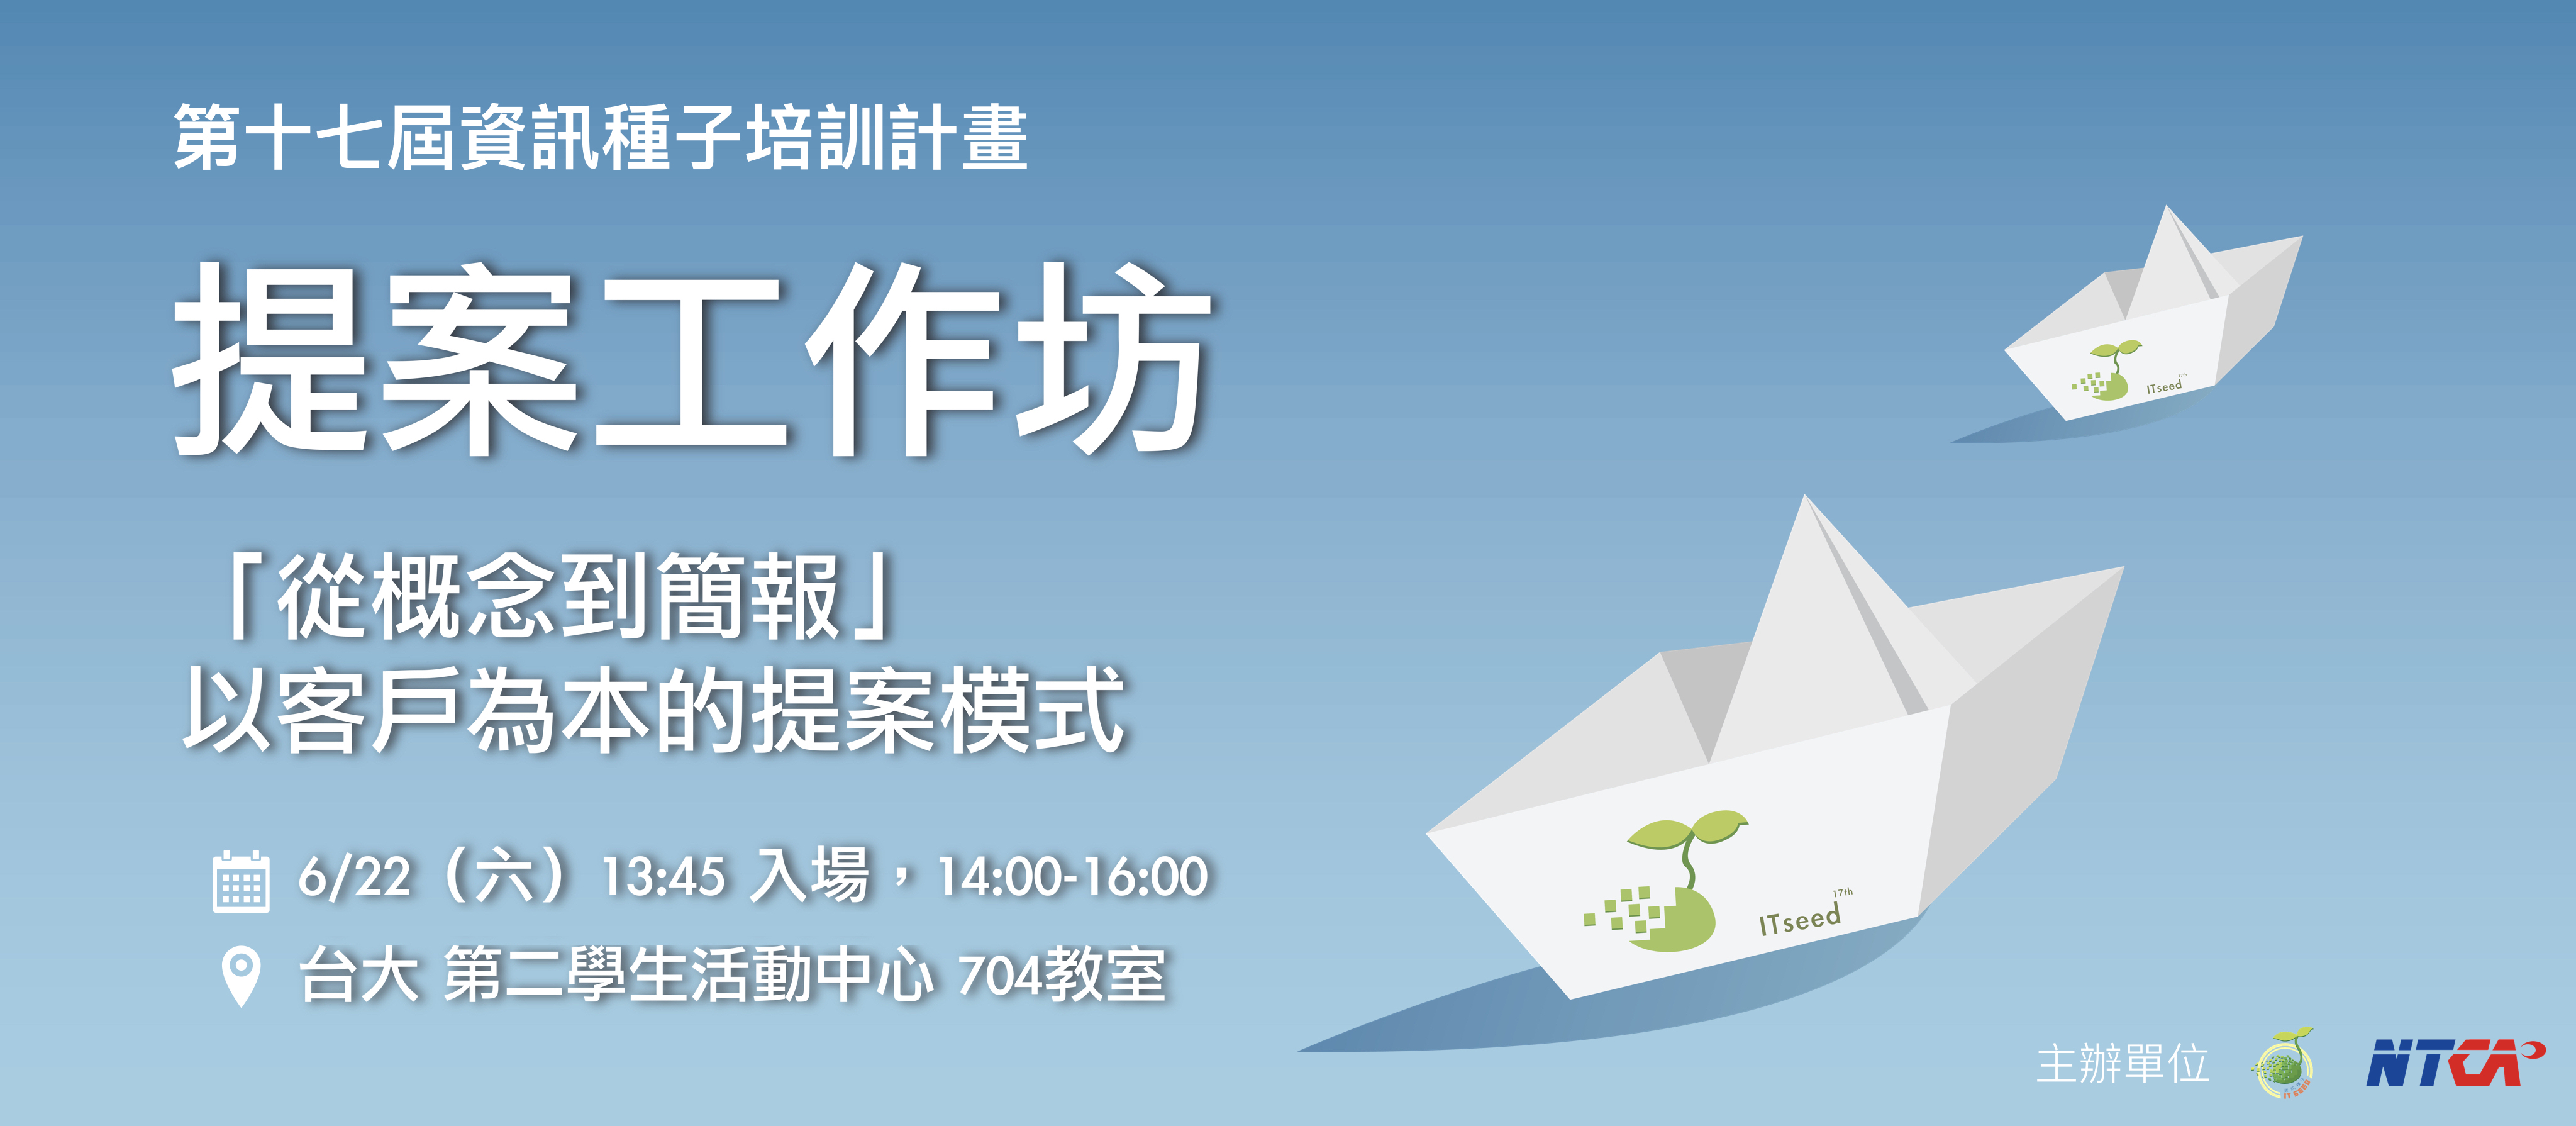 第十七屆資訊種子培訓計畫
提案工作坊
「從概念到簡報」
以客戶為本的提案模式
6/22（六）13:45 入場，14:00-16:00
台大 第二學生活動中心 704教室
ITseed 17th
ITseed 17th
主辦單位
IT SEED
NTCA